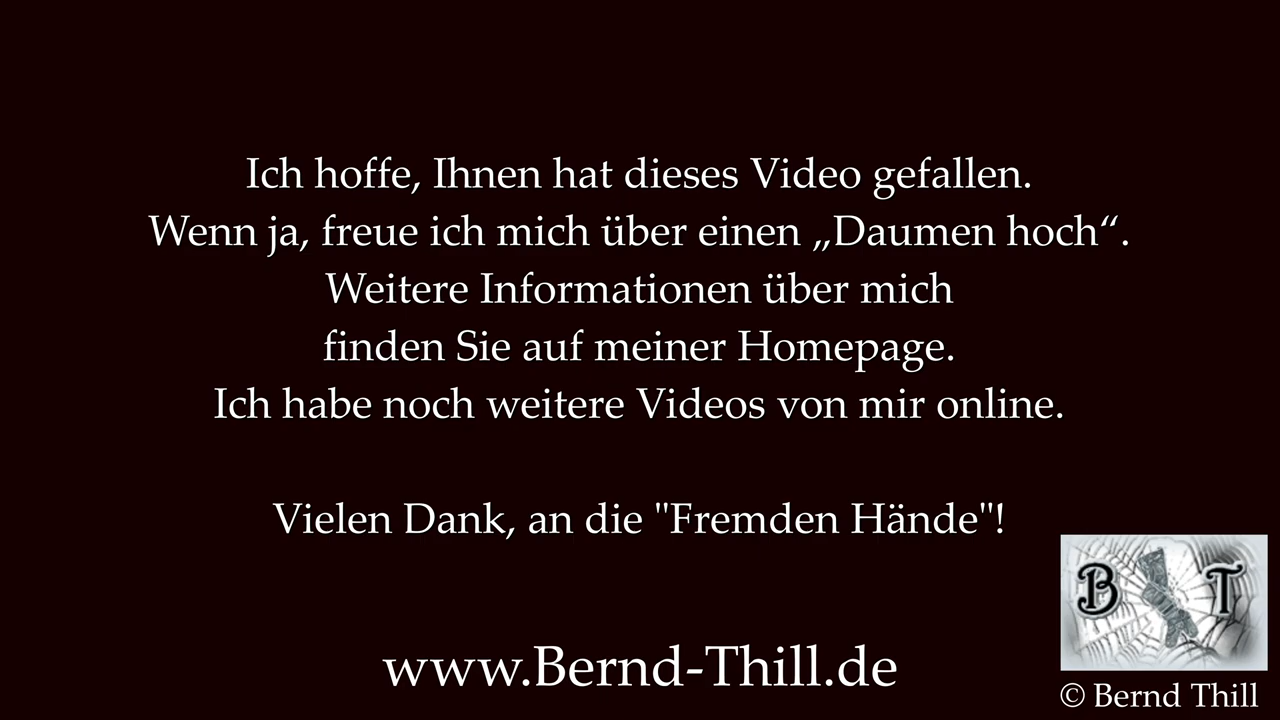 Ich hoffe, Ihnen hat dieses Video gefallen.
Wenn ja, freue ich mich über einen „Daumen hoch“.
Weitere Informationen über mich
finden Sie auf meiner Homepage.
Ich habe noch weitere Videos von mir online.
Vielen Dank, an die "Fremden Hände"!
B T
www.Bernd-Thill.de
© Bernd Thill